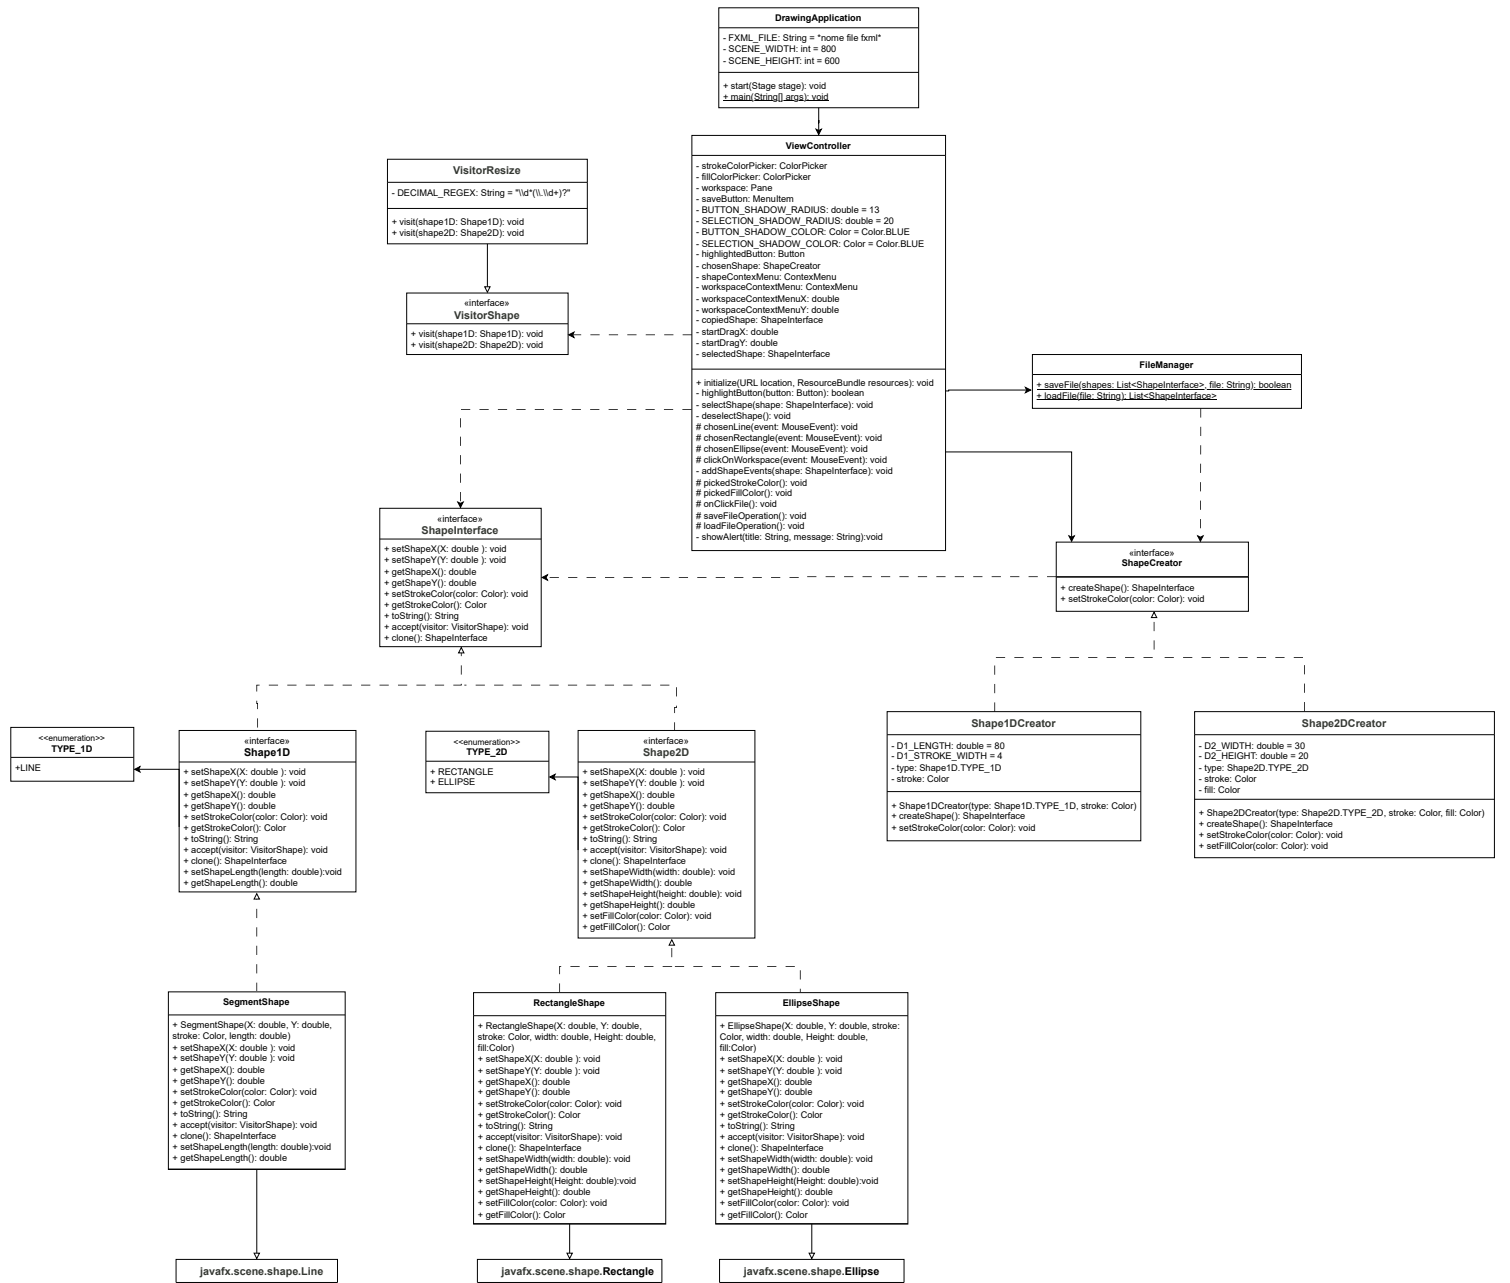 DrawingApplication
- FXML_FILE: String = "nome file fxml"
- SCENE_WIDTH: int = 800
- SCENE_HEIGHT: int = 600
+ start(Stage stage): void
+ main(String[] args): void
ViewController
- strokeColorPicker: ColorPicker
- fillColorPicker: ColorPicker
- workspace: Pane
- saveButton: MenuItem
- BUTTON_SHADOW_RADIUS: double = 13
- SELECTION_SHADOW_RADIUS: double = 20
- BUTTON_SHADOW_COLOR: Color = Color.BLUE
- SELECTION_SHADOW_COLOR: Color = Color.BLUE
- highlightedButton: Button
- chosenShape: ShapeCreator
- shapeContexMenu: ContexMenu
- workspaceContextMenu: ContexMenu
- workspaceContextMenuX: double
- workspaceContextMenuY: double
- copiedShape: ShapeInterface
- startDragX: double
- startDragY: double
- selectedShape: ShapeInterface
+ initialize(URL location, ResourceBundle resources): void
- highlightButton(button: Button): boolean
- selectShape(shape: ShapeInterface): void
- deselectShape(): void
# chosenLine(event: MouseEvent): void
# chosenRectangle(event: MouseEvent): void
# chosenEllipse(event: MouseEvent): void
# clickOnWorkspace(event: MouseEvent): void
- addShapeEvents(shape: ShapeInterface): void
# pickedStrokeColor(): void
# pickedFillColor(): void
# onClickFile(): void
# saveFileOperation(): void
# loadFileOperation(): void
- showAlert(title: String, message: String):void
VisitorResize
- DECIMAL_REGEX: String = "\\d*(\\.\\d+)?"
+ visit(shape1D: Shape1D): void
+ visit(shape2D: Shape2D): void
«interface»
VisitorShape
+ visit(shape1D: Shape1D): void
+ visit(shape2D: Shape2D): void
FileManager
+ saveFile(shapes: List<ShapeInterface>, file: String): boolean
+ loadFile(file: String): List<ShapeInterface>
«interface»
ShapeInterface
+ setShapeX(X: double ): void
+ setShapeY(Y: double ): void
+ getShapeX(): double
+ getShapeY(): double
+ setStrokeColor(color: Color): void
+ getStrokeColor(): Color
+ toString(): String
+ accept(visitor: VisitorShape): void
+ clone(): ShapeInterface
«interface»
ShapeCreator
+ createShape(): ShapeInterface
+ setStrokeColor(color: Color): void
<<enumeration>>
TYPE_1D
+LINE
«interface»
Shape1D
+ setShapeX(X: double ): void
+ setShapeY(Y: double ): void
+ getShapeX(): double
+ getShapeY(): double
+ setStrokeColor(color: Color): void
+ getStrokeColor(): Color
+ toString(): String
+ accept(visitor: VisitorShape): void
+ clone(): ShapeInterface
+ setShapeLength(length: double):void
+ getShapeLength(): double
<<enumeration>>
TYPE_2D
+ RECTANGLE
+ ELLIPSE
«interface»
Shape2D
+ setShapeX(X: double ): void
+ setShapeY(Y: double ): void
+ getShapeX(): double
+ getShapeY(): double
+ setStrokeColor(color: Color): void
+ getStrokeColor(): Color
+ toString(): String
+ accept(visitor: VisitorShape): void
+ clone(): ShapeInterface
+ setShapeWidth(width: double): void
+ getShapeWidth(): double
+ setShapeHeight(height: double): void
+ getShapeHeight(): double
+ setFillColor(color: Color): void
+ getFillColor(): Color
Shape1DCreator
- D1_LENGTH: double = 80
- D1_STROKE_WIDTH = 4
- type: Shape1D.TYPE_1D
- stroke: Color
+ Shape1DCreator(type: Shape1D.TYPE_1D, stroke: Color)
+ createShape(): ShapeInterface
+ setStrokeColor(color: Color): void
Shape2DCreator
- D2_WIDTH: double = 30
- D2_HEIGHT: double = 20
- type: Shape2D.TYPE_2D
- stroke: Color
- fill: Color
+ Shape2DCreator(type: Shape2D.TYPE_2D, stroke: Color, fill: Color)
+ createShape(): ShapeInterface
+ setStrokeColor(color: Color): void
+ setFillColor(color: Color): void
SegmentShape
+ SegmentShape(X: double, Y: double,
stroke: Color, length: double)
+ setShapeX(X: double ): void
+ setShapeY(Y: double ): void
+ getShapeX(): double
+ getShapeY(): double
+ setStrokeColor(color: Color): void
+ getStrokeColor(): Color
+ toString(): String
+ accept(visitor: VisitorShape): void
+ clone(): ShapeInterface
+ setShapeLength(length: double):void
+ getShapeLength(): double
RectangleShape
+ RectangleShape(X: double, Y: double,
stroke: Color, width: double, Height: double,
fill:Color)
+ setShapeX(X: double ): void
+ setShapeY(Y: double ): void
+ getShapeX(): double
+ getShapeY(): double
+ setStrokeColor(color: Color): void
+ getStrokeColor(): Color
+ toString(): String
+ accept(visitor: VisitorShape): void
+ clone(): ShapeInterface
+ setShapeWidth(width: double): void
+ getShapeWidth(): double
+ setShapeHeight(Height: double):void
+ getShapeHeight(): double
+ setFillColor(color: Color): void
+ getFillColor(): Color
EllipseShape
+ EllipseShape(X: double, Y: double, stroke:
Color, width: double, Height: double,
fill:Color)
+ setShapeX(X: double ): void
+ setShapeY(Y: double ): void
+ getShapeX(): double
+ getShapeY(): double
+ setStrokeColor(color: Color): void
+ getStrokeColor(): Color
+ toString(): String
+ accept(visitor: VisitorShape): void
+ clone(): ShapeInterface
+ setShapeWidth(width: double): void
+ getShapeWidth(): double
+ setShapeHeight(Height: double):void
+ getShapeHeight(): double
+ setFillColor(color: Color): void
+ getFillColor(): Color
javafx.scene.shape.Line
javafx.scene.shape.Rectangle
javafx.scene.shape.Ellipse